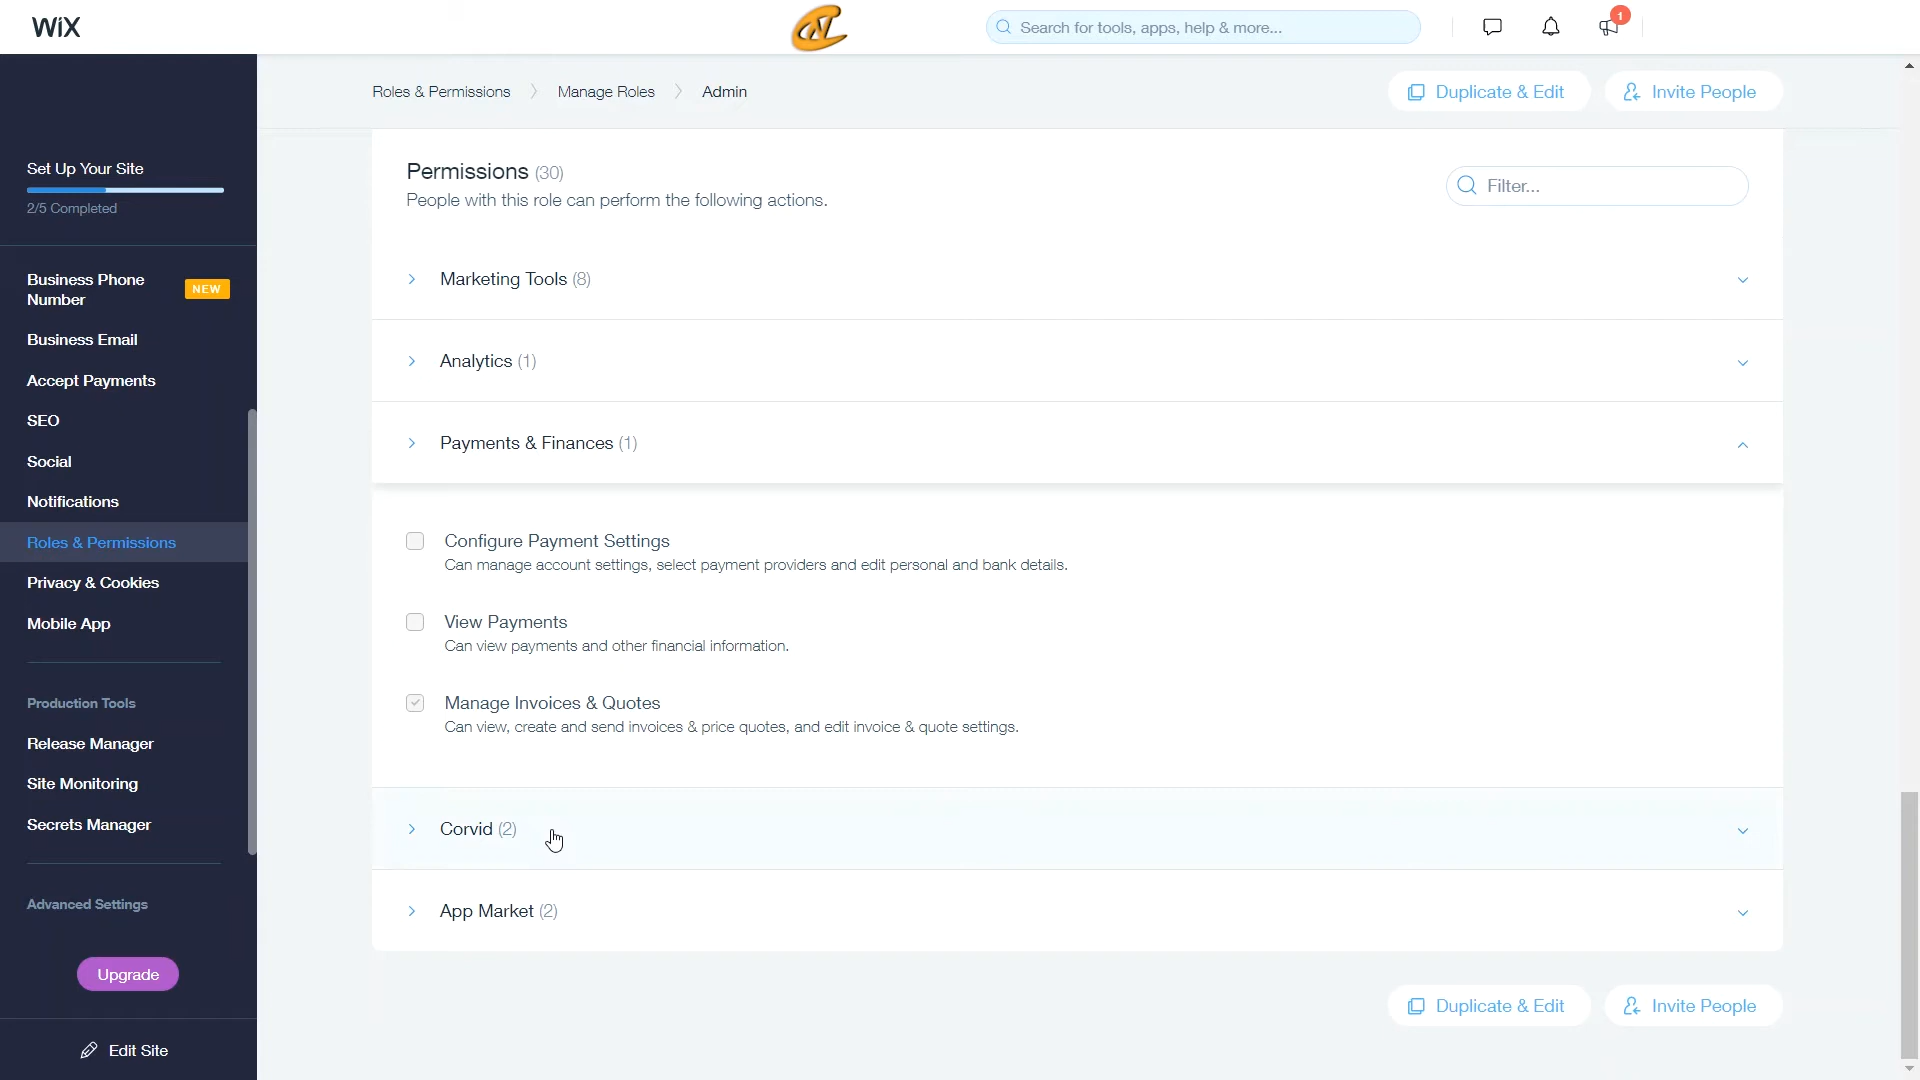 WiX
Search for tools, apps, help & more...
1
Roles & Permissions
Manage Roles
Admin
Duplicate & Edit
Invite People
Set Up Your Site
2/5 Completed
Business Phone
Number
NEW
Business Email
Accept Payments
SEO
Social
Notifications
Roles & Permissions
Privacy & Cookies
Mobile App
Production Tools
Release Manager
Site Monitoring
Secrets Manager
Advanced Settings
Upgrade
Edit Site
Permissions (30)
People with this role can perform the following actions.
Filter...
Marketing Tools (8)
Analytics (1)
Payments & Finances (1)
Configure Payment Settings
Can manage account settings, select payment providers and edit personal and bank details.
View Payments
Can view payments and other financial information.
Manage Invoices & Quotes
Can view, create and send invoices & price quotes, and edit invoice & quote settings.
Corvid (2)
App Market (2)
Duplicate & Edit
Invite People